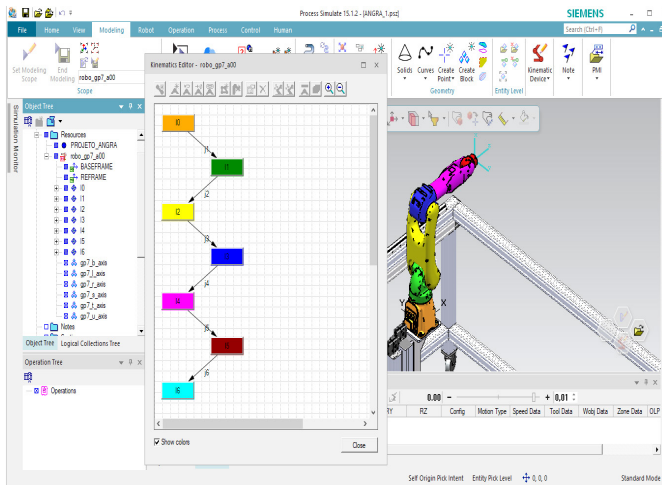 Process Simulate 15.1.2 - [ANGRA_1.psz]
SIEMENS
File Home View Modeling Robot Operation Process Control Human
Search (Ctrl+F)
Set Modeling Scope
End Modeling
robo_gp7_a00
Scope
Solids
Curves
Create Point
Create Block
Geometry
Entity Level
Kinematic Device
Note
PMI
Simulation Monitor
Object Tree
Resources
PROJETO_ANGRA
robo_gp7_a00
BASEFRAME
REFRAME
l0
l1
l2
l3
l4
l5
l6
gp7_b_axis
gp7_l_axis
gp7_r_axis
gp7_s_axis
gp7_t_axis
gp7_u_axis
Notes
Object Tree Logical Collections Tree
Operation Tree
Operations
Kinematics Editor - robo_gp7_a00
l0
j1
l1
j2
l2
j3
l3
j4
l4
j5
l5
j6
l6
Show colors
Close
Y X
0.00 - + 0,01
RY RZ Config Motion Type Speed Data Tool Data Wobj Data Zone Data OLP
Self Origin Pick Intent Entity Pick Level 0, 0, 0 Standard Mode